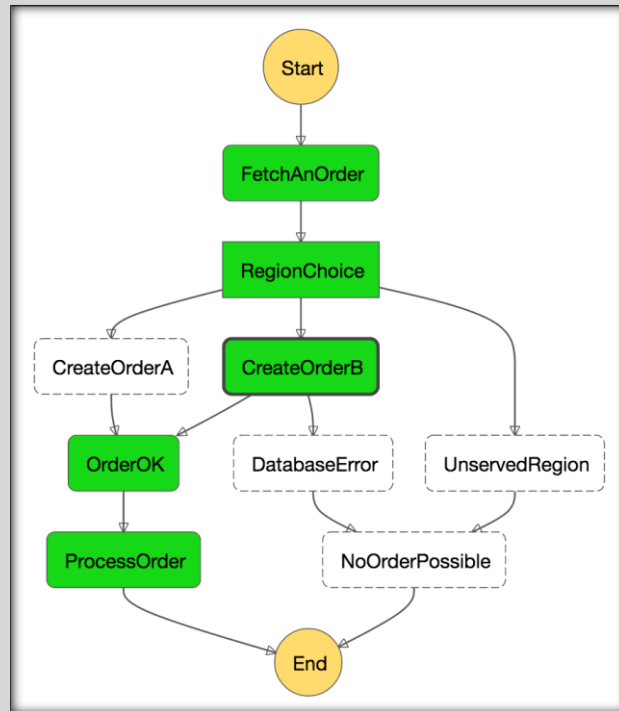 Start
FetchAnOrder
RegionChoice
CreateOrderA
CreateOrderB
OrderOK
DatabaseError
UnservedRegion
ProcessOrder
NoOrderPossible
End